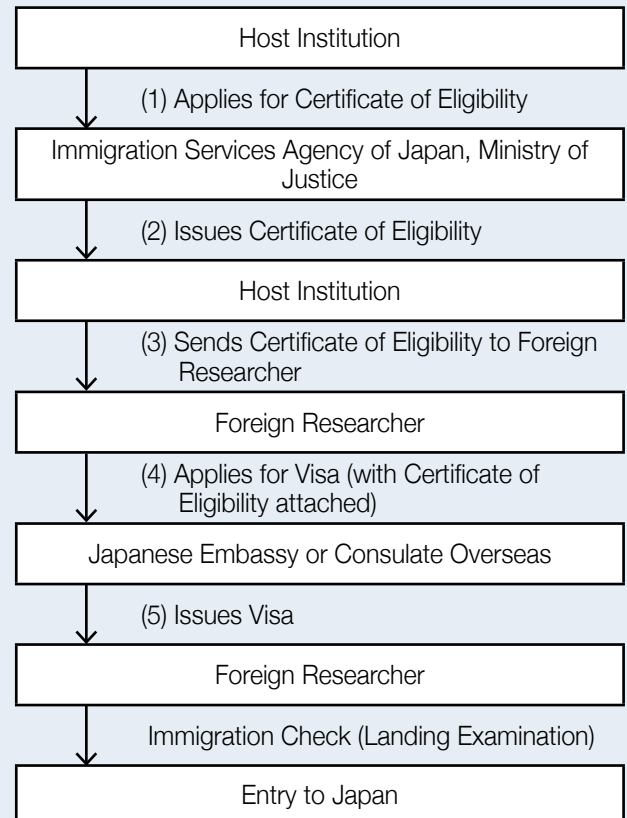 Host Institution
(1) Applies for Certificate of Eligibility
Immigration Services Agency of Japan, Ministry of
Justice
(2) Issues Certificate of Eligibility
Host Institution
(3) Sends Certificate of Eligibility to Foreign
Researcher
Foreign Researcher
(4) Applies for Visa (with Certificate of
Eligibility attached)
Japanese Embassy or Consulate Overseas
(5) Issues Visa
Foreign Researcher
Immigration Check (Landing Examination)
Entry to Japan